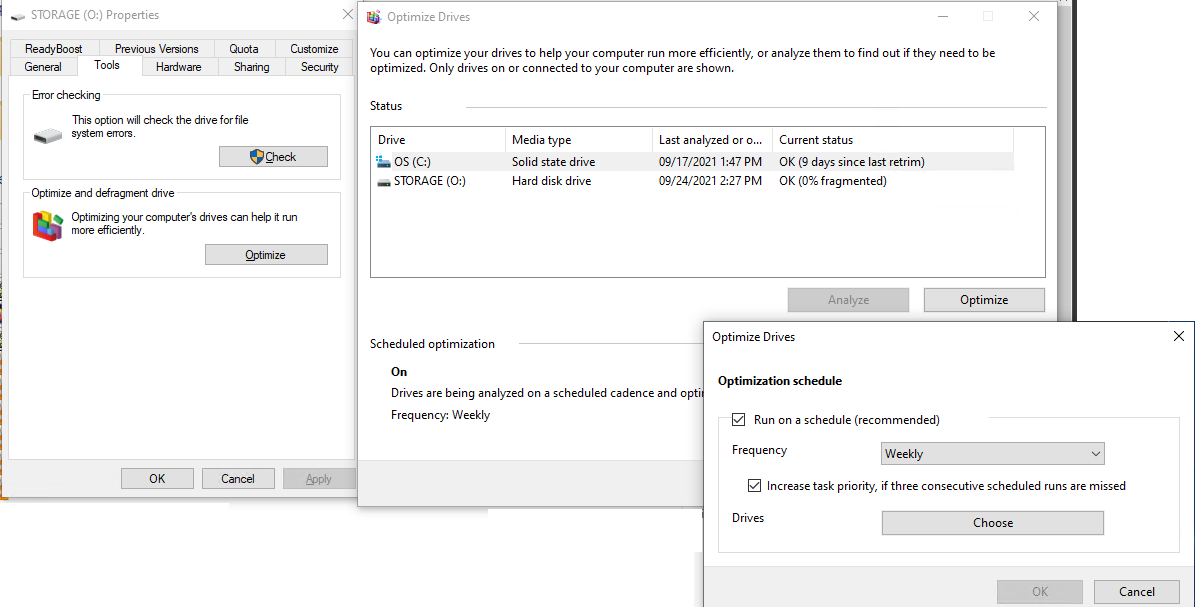 STORAGE (O:) Properties
ReadyBoost Previous Versions Quota Customize
General Tools Hardware Sharing Security
Error checking
This option will check the drive for file
system errors.
Check
Optimize and defragment drive
Optimizing your computer's drives can help it run
more efficiently.
Optimize
OK Cancel Apply
Optimize Drives
You can optimize your drives to help your computer run more efficiently, or analyze them to find out if they need to be
optimized. Only drives on or connected to your computer are shown.
Status
Drive Media type Last analyzed or o... Current status
OS (C:) Solid state drive 09/17/2021 1:47 PM OK (9 days since last retrim)
STORAGE (O:) Hard disk drive 09/24/2021 2:27 PM OK (0% fragmented)
Analyze Optimize
Scheduled optimization
On
Drives are being analyzed on a scheduled cadence and opti
Frequency: Weekly
Optimize Drives
Optimization schedule
Run on a schedule (recommended)
Frequency Weekly
Increase task priority, if three consecutive scheduled runs are missed
Drives Choose
OK Cancel